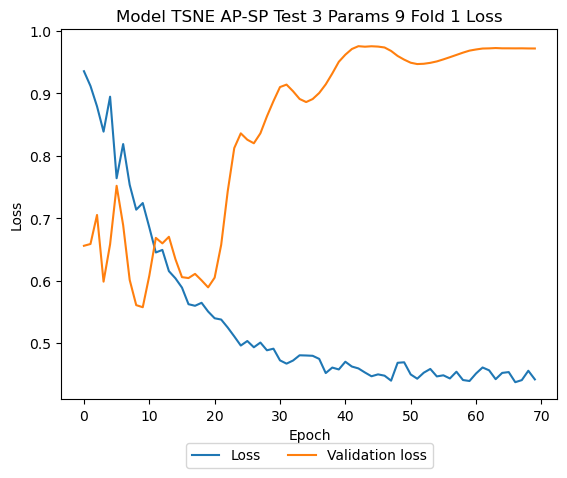 Model TSNE AP-SP Test 3 Params 9 Fold 1 Loss
1.0
0.9
0.8
0.7
0.6
0.5
Loss
0 10 20 30 40 50 60 70
Epoch
Loss Validation loss